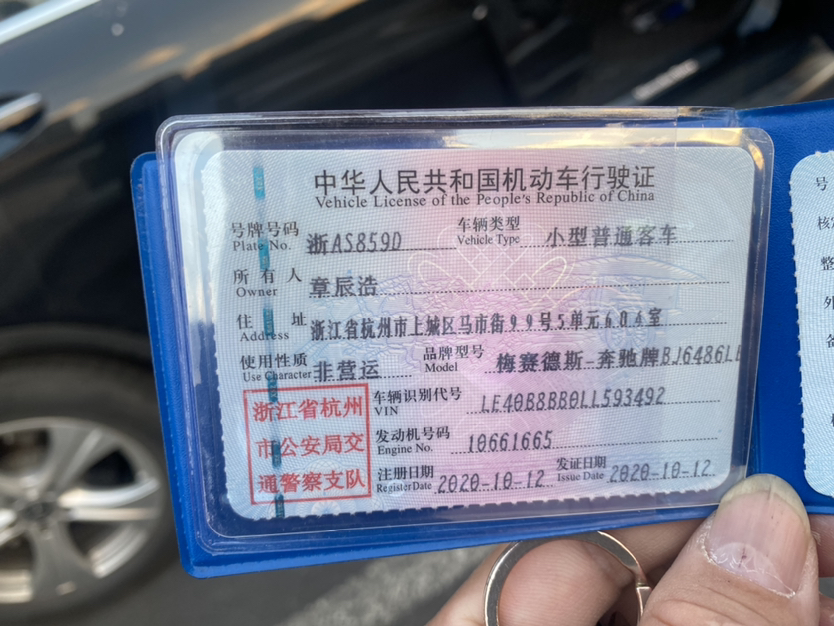 中华人民共和国机动车行驶证
Vehicle License of the People's Republic of China
号牌号码 浙AS859D 车辆类型 小型普通客车
Plate No. Vehicle Type
所有人 章辰浩
Owner
住址 浙江省杭州市上城区马市街99号5单元604室
Address
使用性质 非营运 品牌型号 梅赛德斯-奔驰牌BJ6486L
Use Character Model
浙江省杭州
市公安局交
通警察支队
车辆识别代号 LE40B8BB0LL593492
VIN
发动机号码 10661665
Engine No.
注册日期 2020-10-12 发证日期 2020-10-12
Register Date Issue Date
号
核
整
外